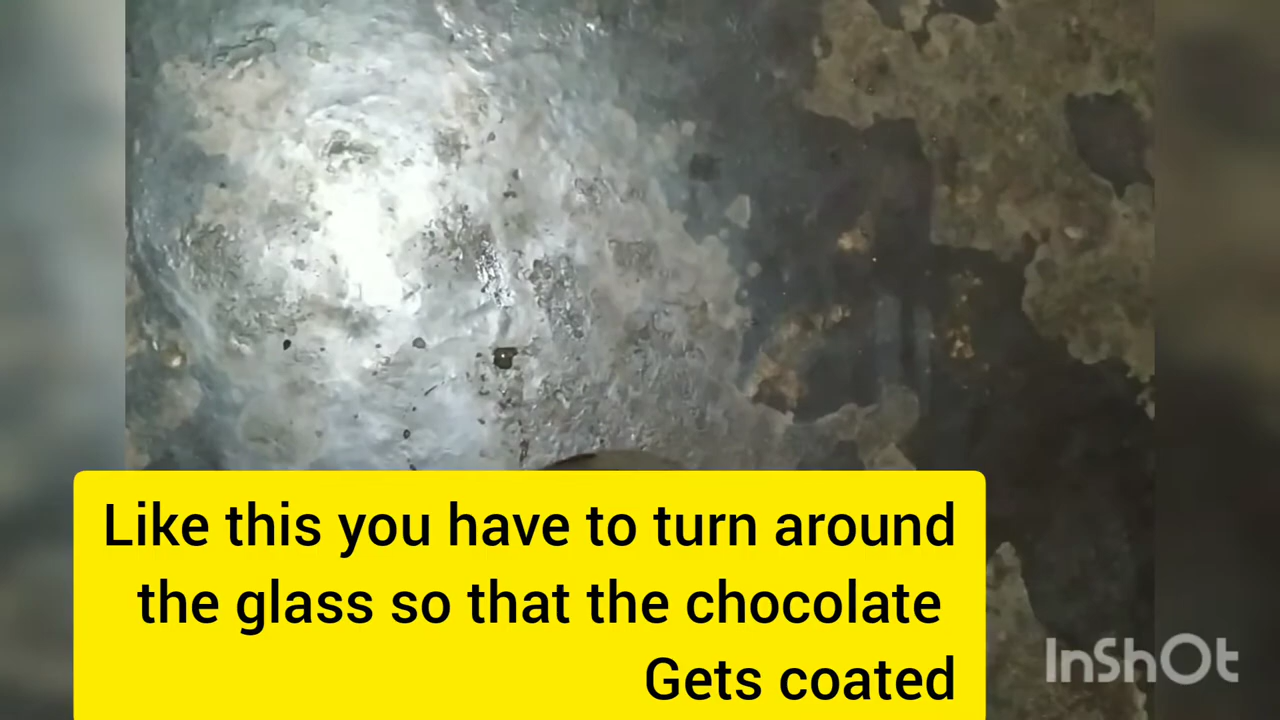 Like this you have to turn around
the glass so that the chocolate
Gets coated
InShOt